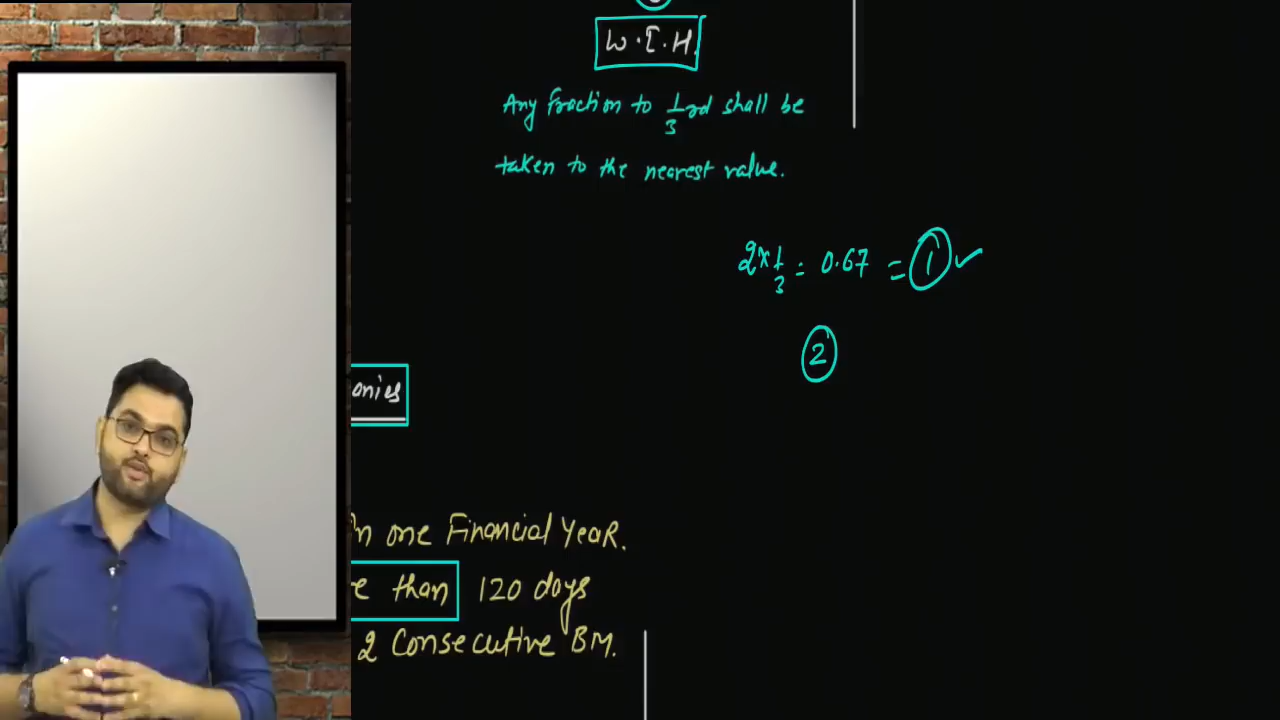 W.E.H.
Any fraction to 1/3rd shall be
taken to the nearest value.
2 x 1/3 = 0.67 = 1 ✓
2
onies
in one Financial Year.
e than 120 days
2 Consecutive BM.